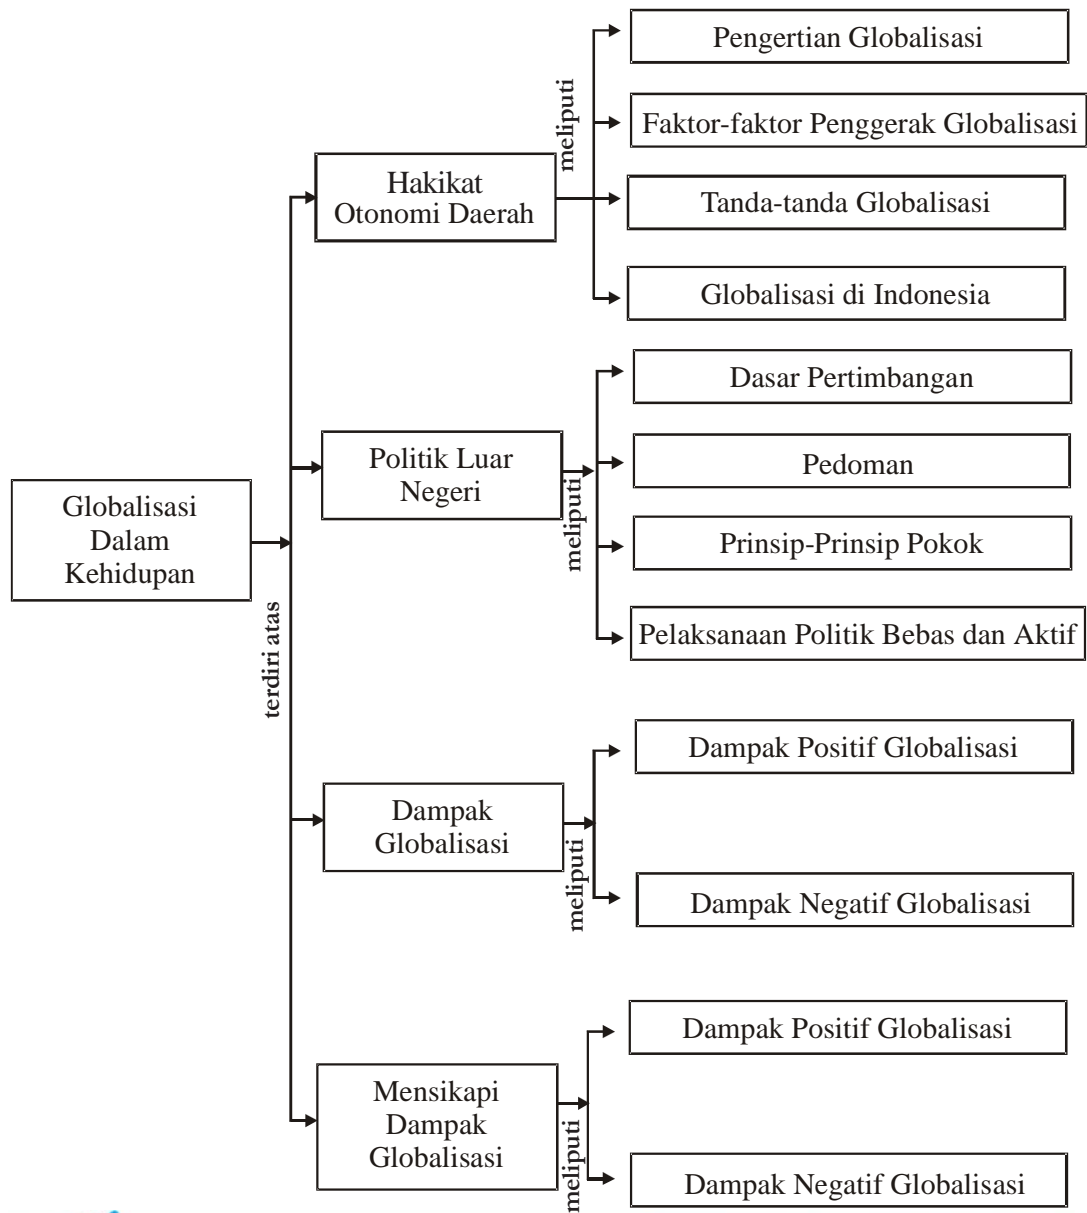 Globalisasi
Dalam
Kehidupan
terdiri atas
Hakikat
Otonomi Daerah
meliputi
Pengertian Globalisasi
Faktor-faktor Penggerak Globalisasi
Tanda-tanda Globalisasi
Globalisasi di Indonesia
Politik Luar
Negeri
meliputi
Dasar Pertimbangan
Pedoman
Prinsip-Prinsip Pokok
Pelaksanaan Politik Bebas dan Aktif
Dampak
Globalisasi
meliputi
Dampak Positif Globalisasi
Dampak Negatif Globalisasi
Mensikapi
Dampak
Globalisasi
meliputi
Dampak Positif Globalisasi
Dampak Negatif Globalisasi